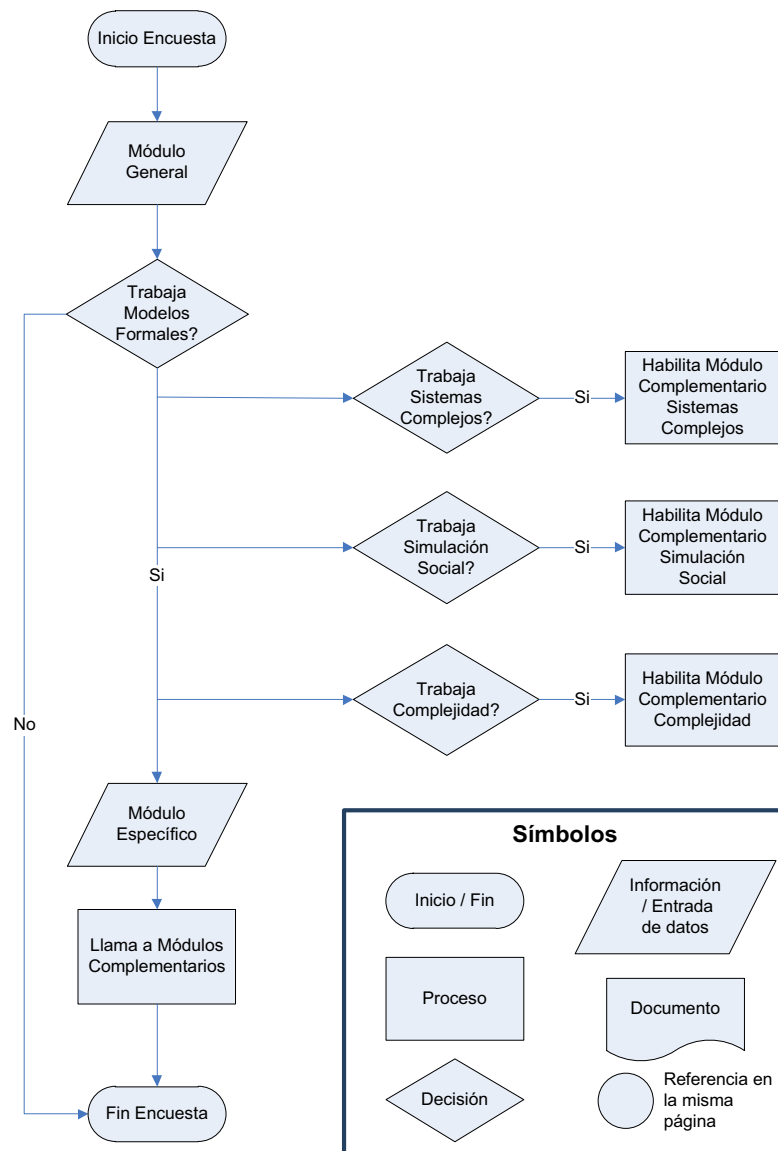 Inicio Encuesta
Módulo
General
Trabaja
Modelos
Formales?
Trabaja
Sistemas
Complejos?
Si
Habilita Módulo
Complementario
Sistemas
Complejos
Trabaja
Simulación
Social?
Si
Habilita Módulo
Complementario
Simulación
Social
Si
Trabaja
Complejidad?
Si
Habilita Módulo
Complementario
Complejidad
No
Módulo
Específico
Llama a Módulos
Complementarios
Fin Encuesta
Símbolos
Inicio / Fin
Información
/ Entrada
de datos
Proceso
Documento
Decisión
Referencia en
la misma
página